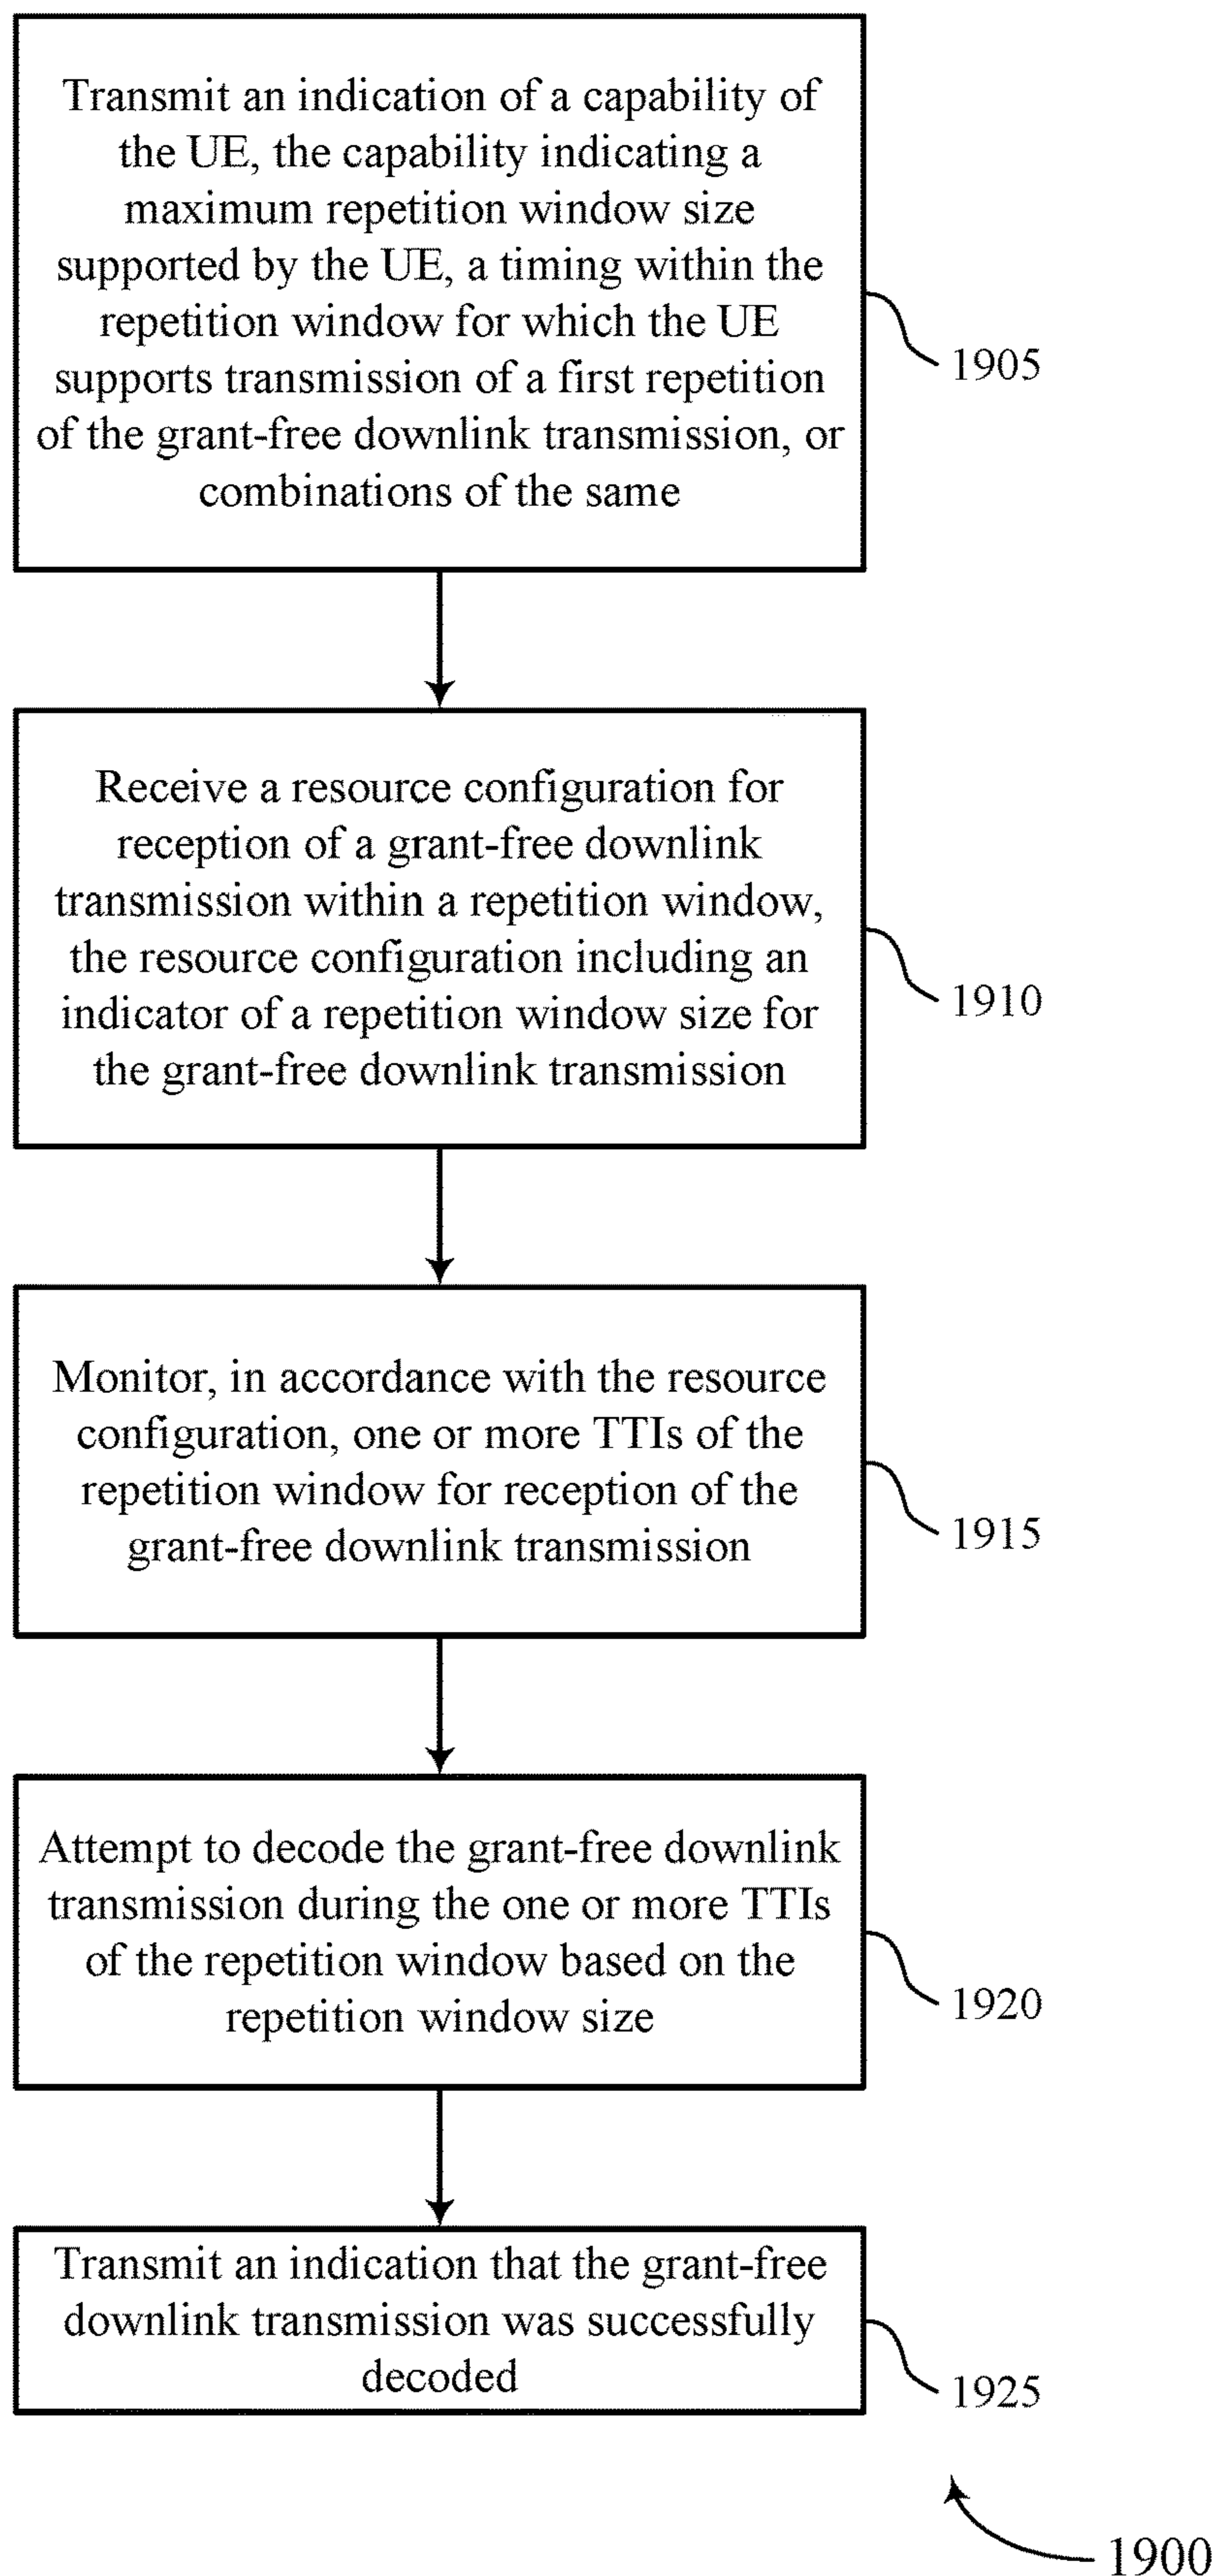 Transmit an indication of a capability of
the UE, the capability indicating a
maximum repetition window size
supported by the UE, a timing within the
repetition window for which the UE
supports transmission of a first repetition
of the grant-free downlink transmission, or
combinations of the same
1905
Receive a resource configuration for
reception of a grant-free downlink
transmission within a repetition window,
the resource configuration including an
indicator of a repetition window size for
the grant-free downlink transmission
1910
Monitor, in accordance with the resource
configuration, one or more TTIs of the
repetition window for reception of the
grant-free downlink transmission
1915
Attempt to decode the grant-free downlink
transmission during the one or more TTIs
of the repetition window based on the
repetition window size
1920
Transmit an indication that the grant-free
downlink transmission was successfully
decoded
1925
1900